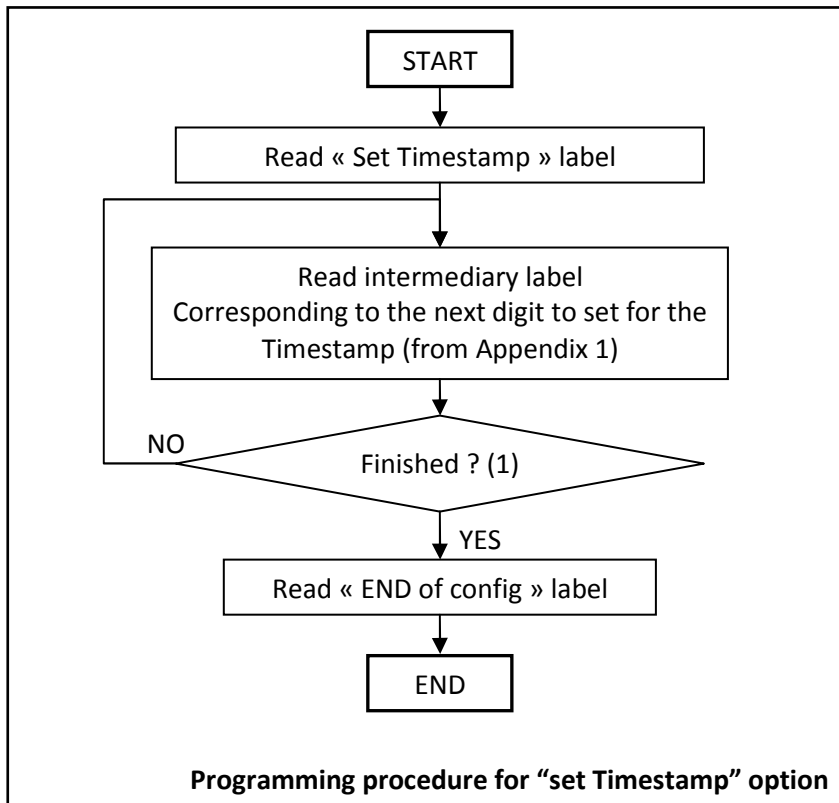 START
Read « Set Timestamp » label
Read intermediary label
Corresponding to the next digit to set for the
Timestamp (from Appendix 1)
NO
Finished ? (1)
YES
Read « END of config » label
END
Programming procedure for “set Timestamp” option